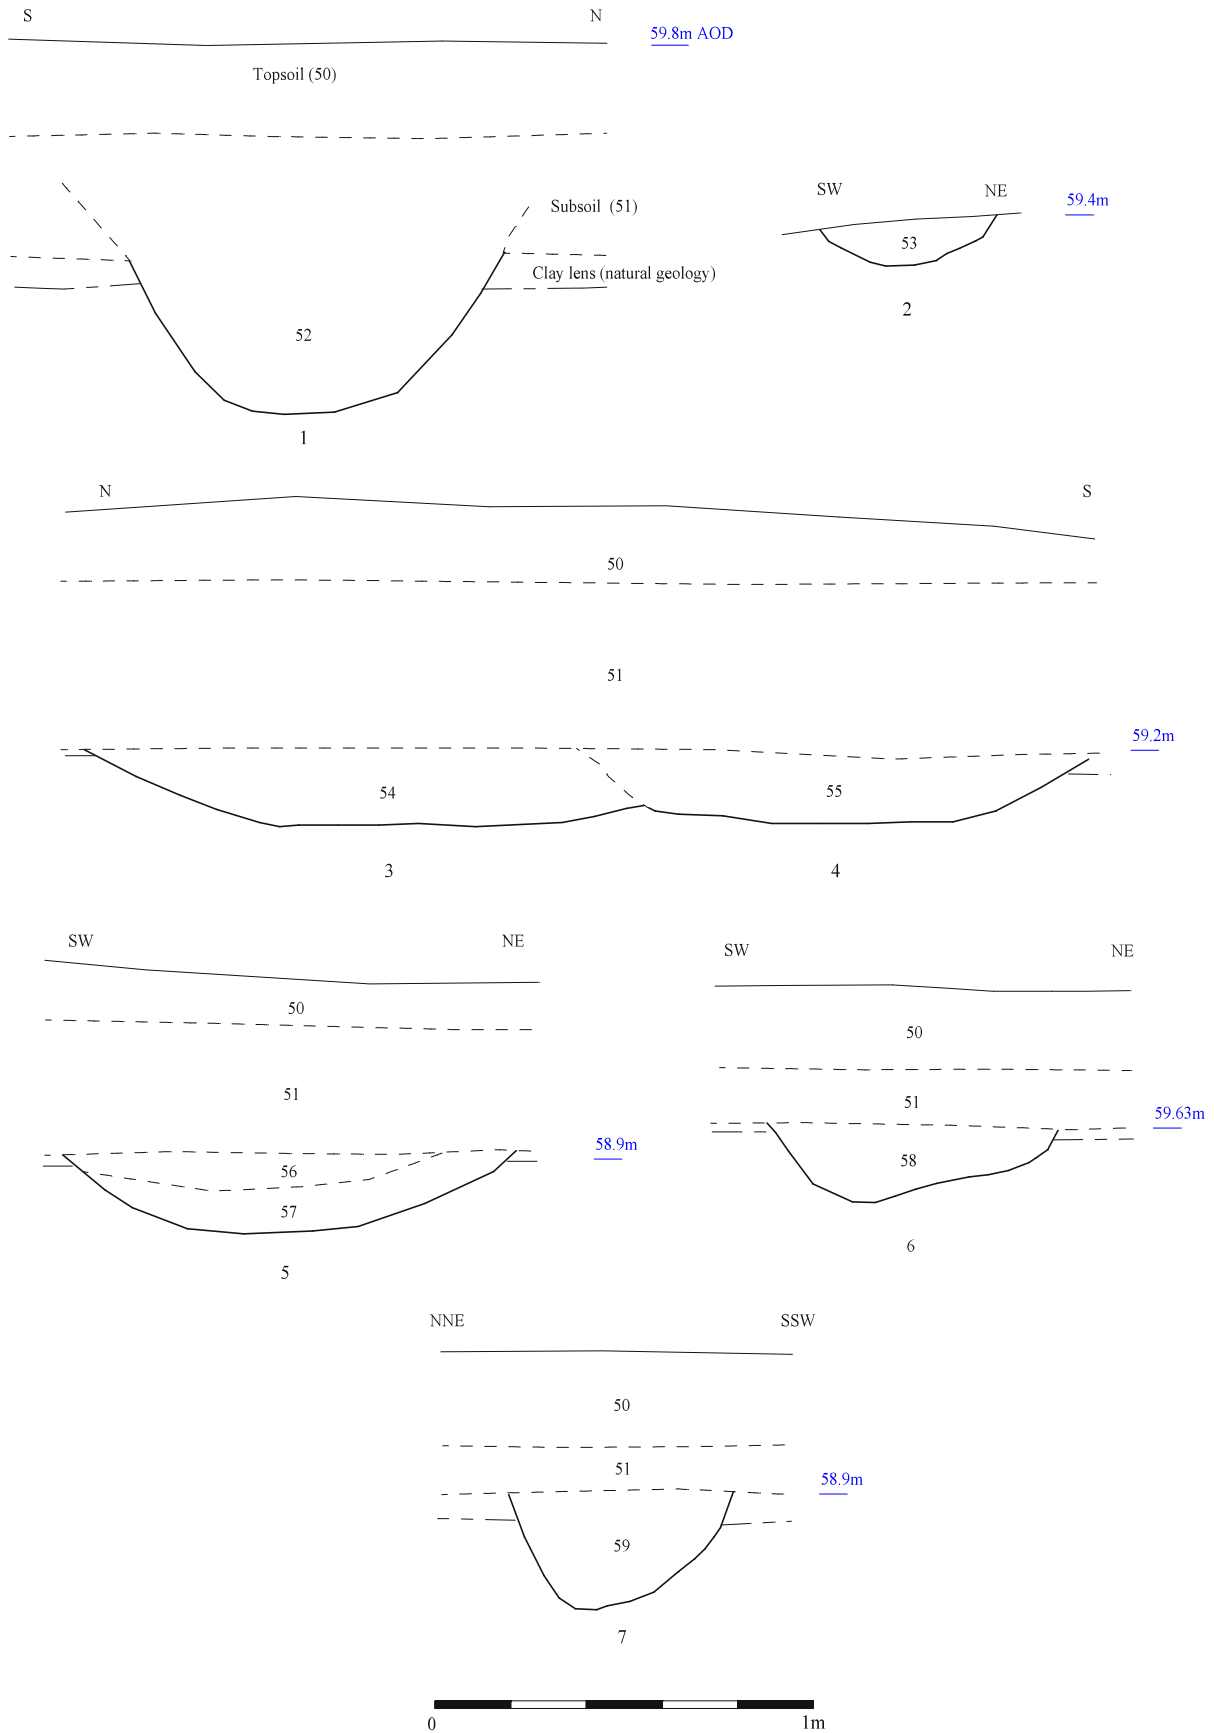 S N
59.8m AOD
Topsoil (50)
SW NE
59.4m
Subsoil (51)
53
Clay lens (natural geology)
2
52
1
N S
50
51
59.2m
54 55
3 4
SW NE
50
51
58.9m
56
57
5
SW NE
50
51
59.63m
58
6
NNE SSW
50
51
58.9m
59
7
0 1m